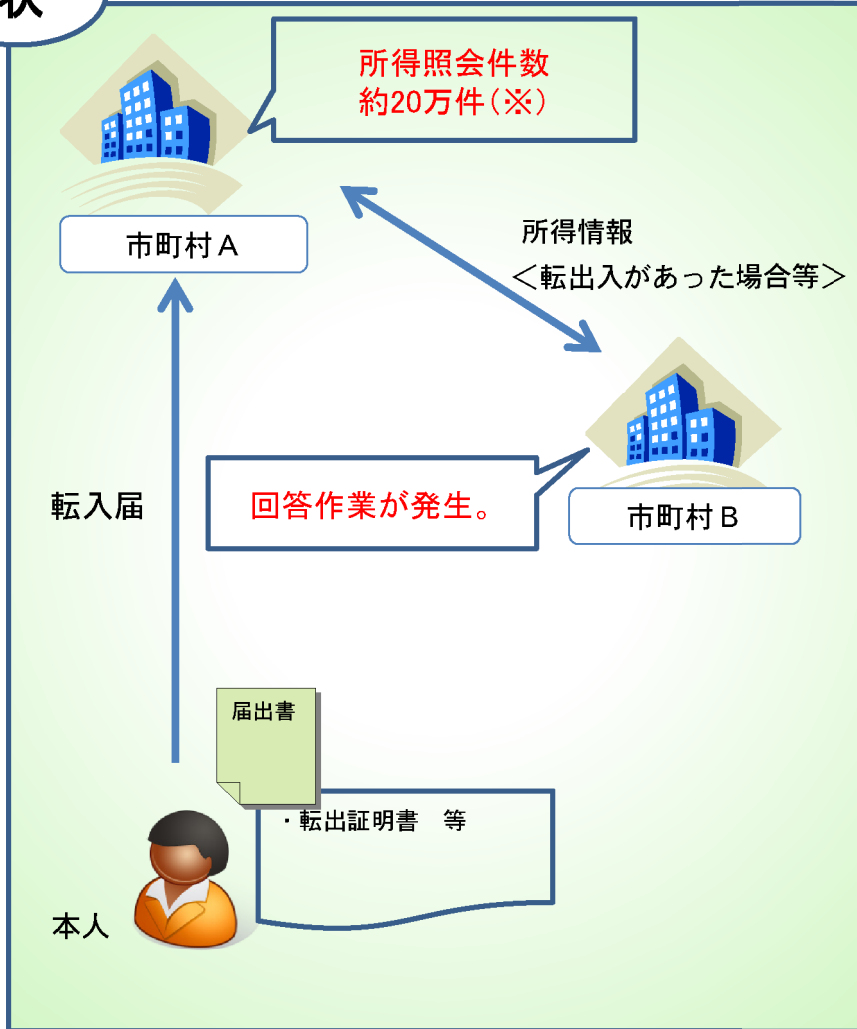 状
所得照会件数
約20万件(※)
市町村A
所得情報
<転出入があった場合等>
市町村B
回答作業が発生。
転入届
届出書
・転出証明書　等
本人